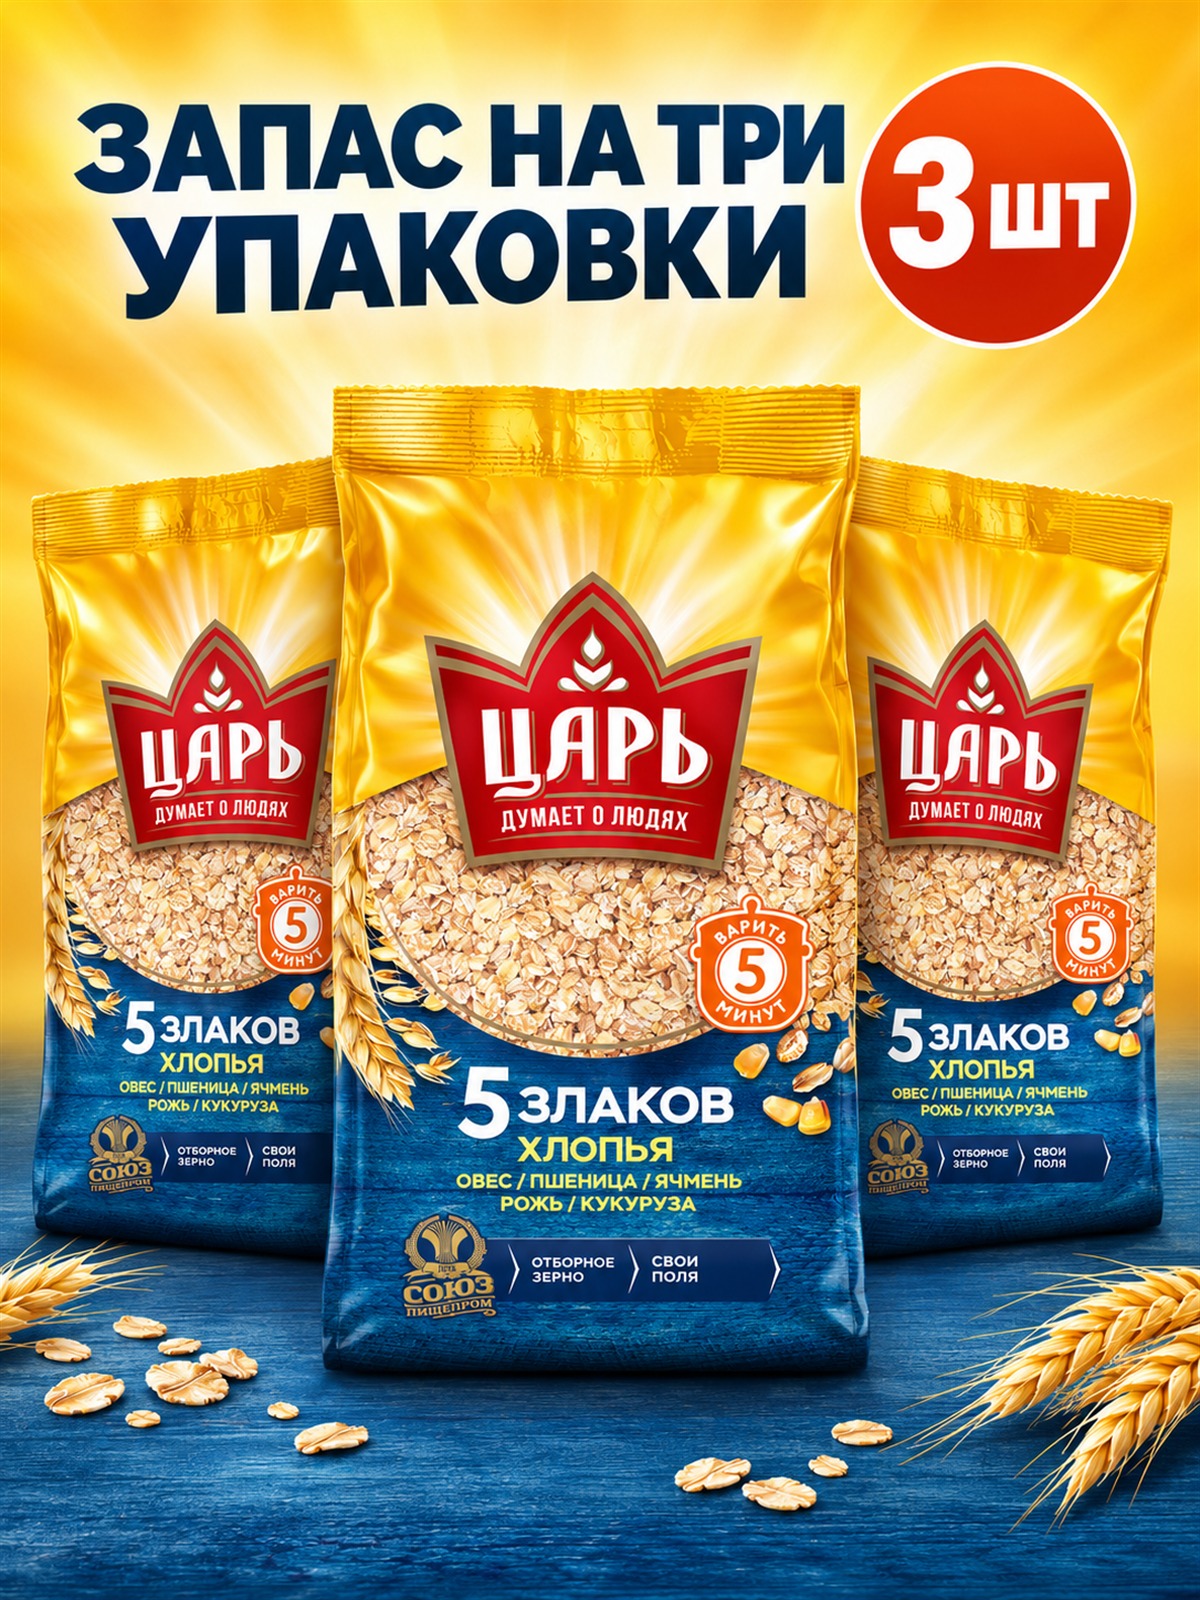 ЗАПАС НА ТРИ
УПАКОВКИ
3 ШТ
ЦАРЬ
ДУМАЕТ О ЛЮДЯХ
ВАРИТЬ
5
МИНУТ
5 ЗЛАКОВ
ХЛОПЬЯ
ОВЕС / ПШЕНИЦА / ЯЧМЕНЬ
РОЖЬ / КУКУРУЗА
СОЮЗ
ПИЩЕПРОМ
ОТБОРНОЕ
ЗЕРНО
СВОИ
ПОЛЯ
ЦАРЬ
ДУМАЕТ О ЛЮДЯХ
ВАРИТЬ
5
МИНУТ
5 ЗЛАКОВ
ХЛОПЬЯ
ОВЕС / ПШЕНИЦА / ЯЧМЕНЬ
РОЖЬ / КУКУРУЗА
СОЮЗ
ПИЩЕПРОМ
ОТБОРНОЕ
ЗЕРНО
СВОИ
ПОЛЯ
ЦАРЬ
ДУМАЕТ О ЛЮДЯХ
ВАРИТЬ
5
МИНУТ
5 ЗЛАКОВ
ХЛОПЬЯ
ОВЕС / ПШЕНИЦА / ЯЧМЕНЬ
РОЖЬ / КУКУРУЗА
СОЮЗ
ПИЩЕПРОМ
ОТБОРНОЕ
ЗЕРНО
СВОИ
ПОЛЯ